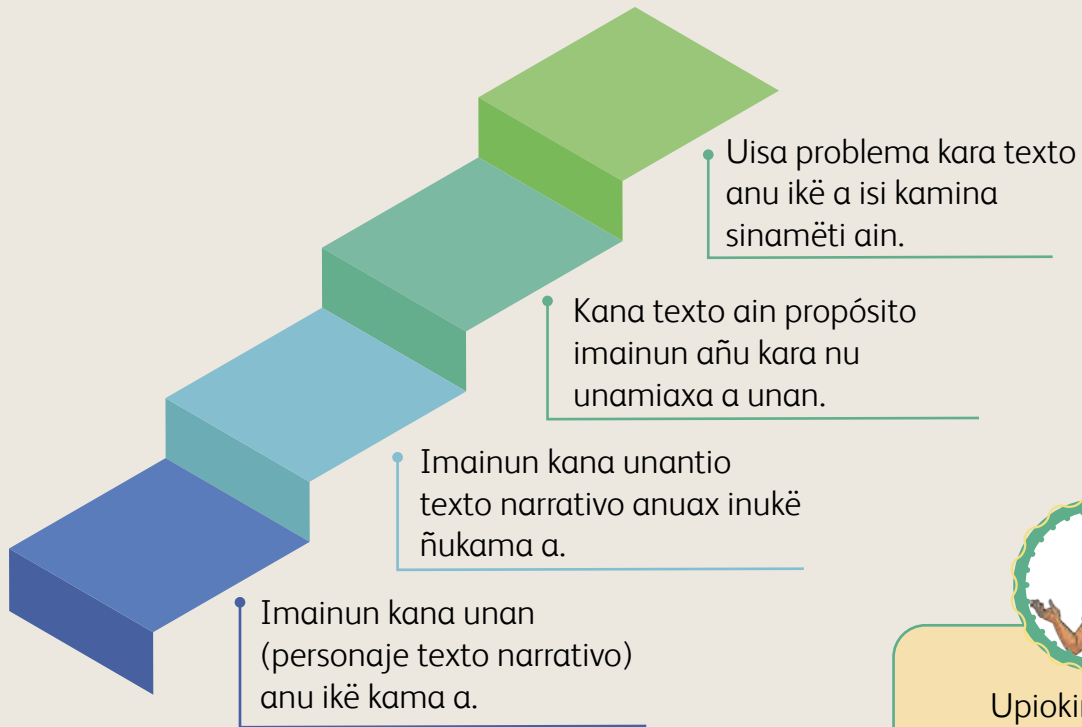 Uisa problema kara texto
anu ikë a isi kamina
sinamëti ain.
Kana texto ain propósito
imainun añu kara nu
unamiaxa a unan.
Imainun kana unantio
texto narrativo anuax inukë
ñukama a.
Imainun kana unan
(personaje texto narrativo)
anu ikë kama a.